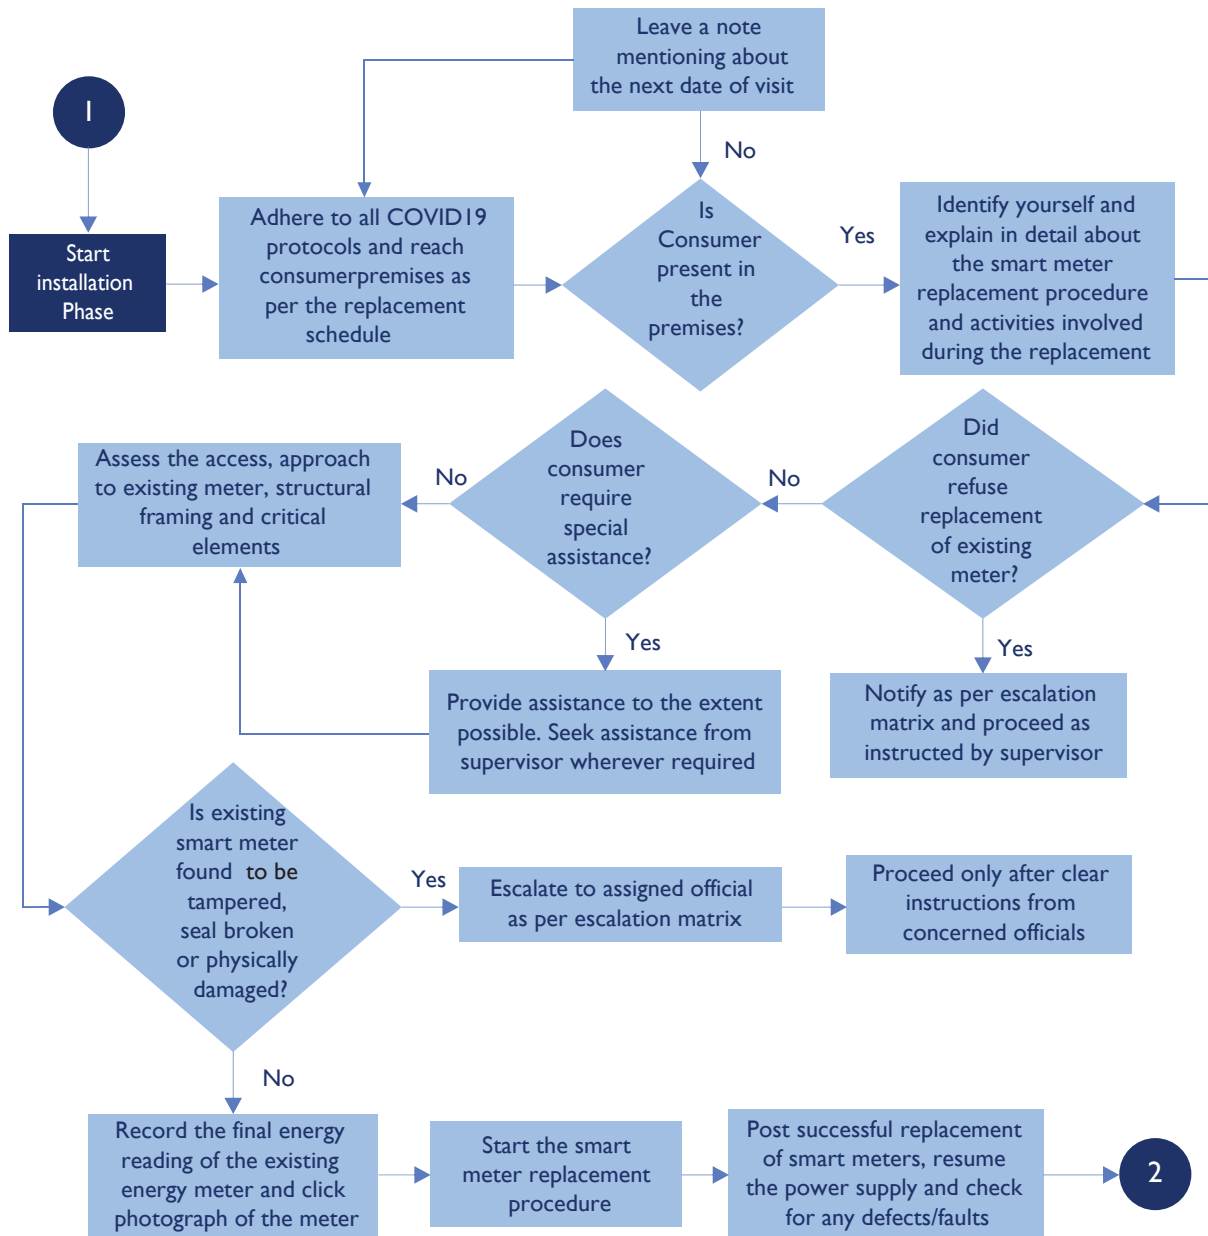 Leave a note
mentioning about
the next date of visit
1
No
Adhere to all COVID19
protocols and reach
consumerpremises as
per the replacement
schedule
Is
Consumer
present in
the
premises?
Yes
Identify yourself and
explain in detail about
the smart meter
replacement procedure
and activities involved
during the replacement
Start
installation
Phase
Did
consumer
refuse
replacement
of existing
meter?
No
Does
consumer
require
special
assistance?
No
Assess the access, approach
to existing meter, structural
framing and critical
elements
Yes
Yes
Provide assistance to the extent
possible. Seek assistance from
supervisor wherever required
Notify as per escalation
matrix and proceed as
instructed by supervisor
Is existing
smart meter
found to be
tampered,
seal broken
or physically
damaged?
Yes
Escalate to assigned official
as per escalation matrix
Proceed only after clear
instructions from
concerned officials
No
Record the final energy
reading of the existing
energy meter and click
photograph of the meter
Start the smart
meter replacement
procedure
Post successful replacement
of smart meters, resume
the power supply and check
for any defects/faults
2